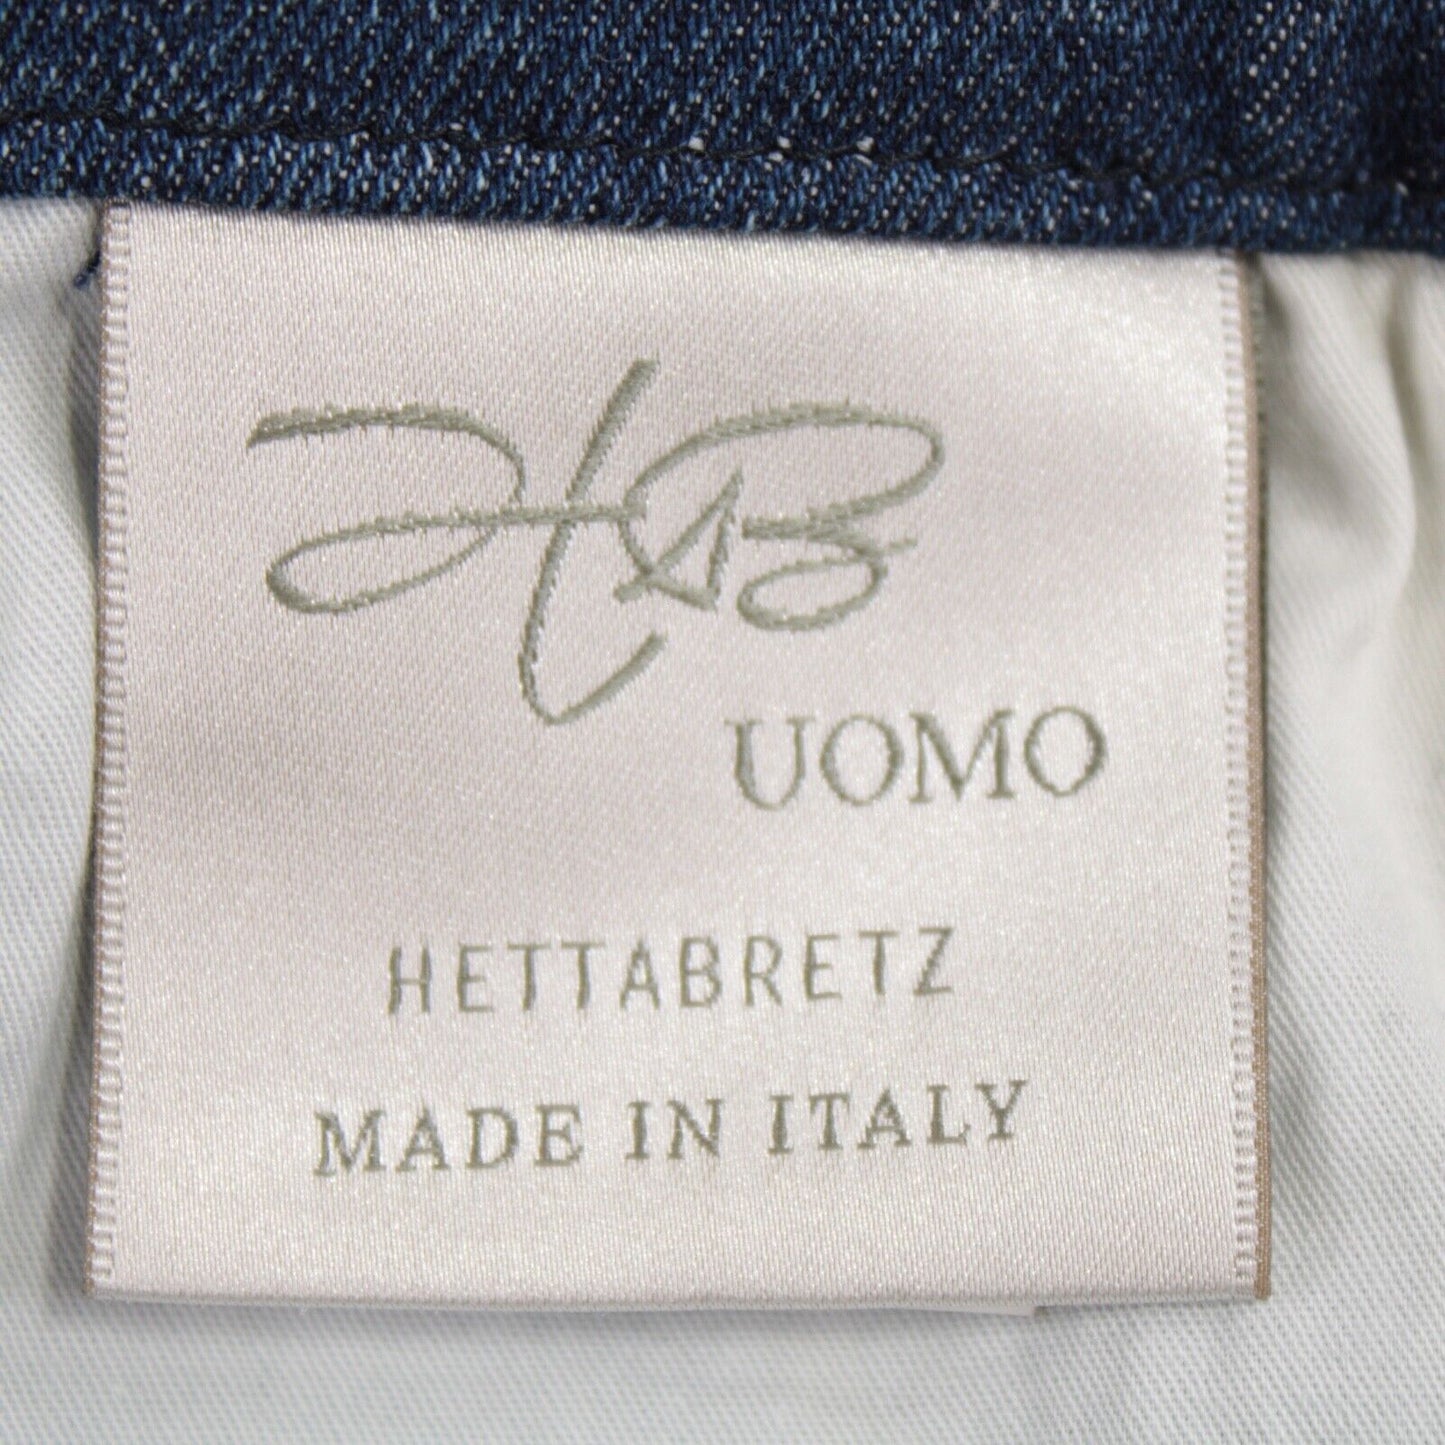 HB
UOMO
HETTABRETZ
MADE IN ITALY